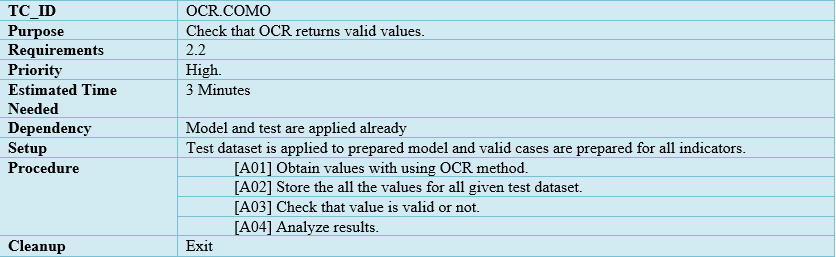 TC_ID OCR.COMO
Purpose Check that OCR returns valid values.
Requirements 2.2
Priority High.
Estimated Time 3 Minutes
Needed
Dependency Model and test are applied already
Setup Test dataset is applied to prepared model and valid cases are prepared for all indicators.
Procedure [A01] Obtain values with using OCR method.
[A02] Store the all the values for all given test dataset.
[A03] Check that value is valid or not.
[A04] Analyze results.
Cleanup Exit